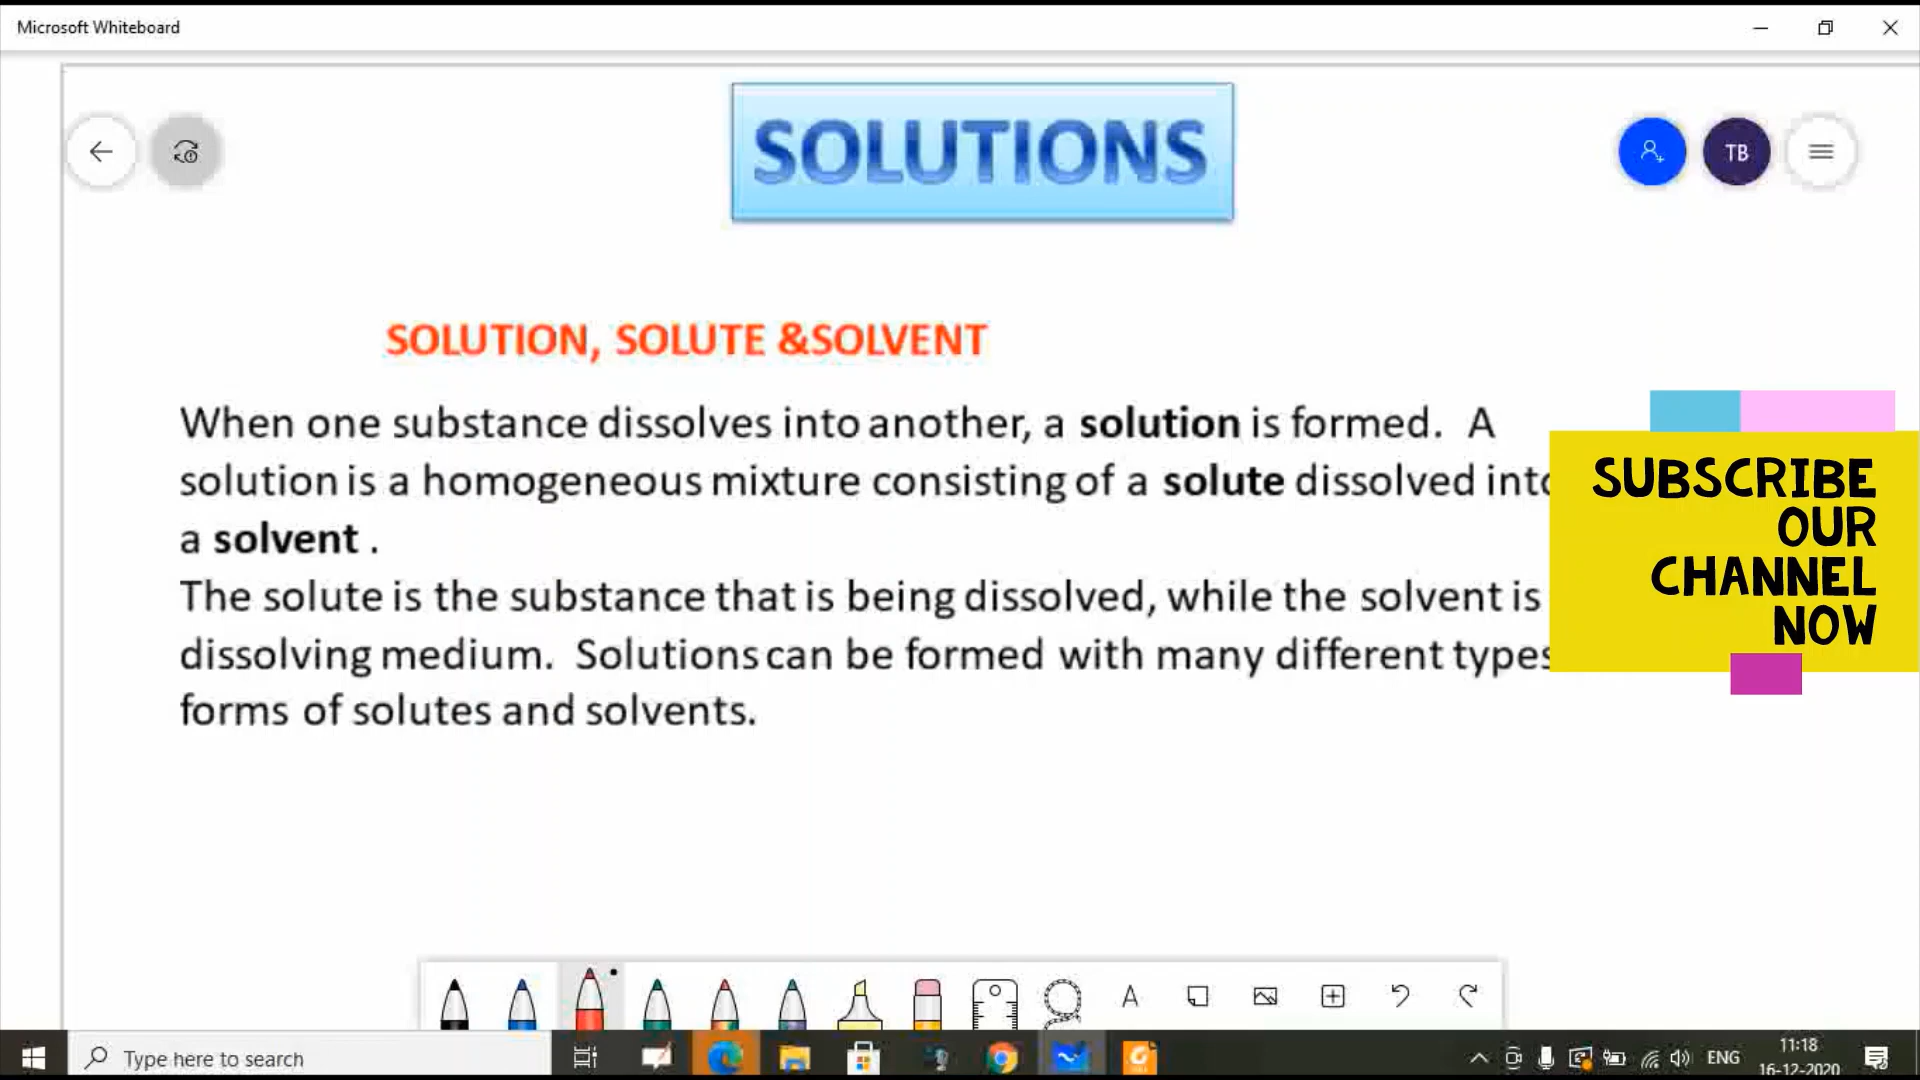 Microsoft Whiteboard
SOLUTIONS
TB
SOLUTION, SOLUTE &SOLVENT
When one substance dissolves into another, a solution is formed. A
solution is a homogeneous mixture consisting of a solute dissolved into
a solvent .
The solute is the substance that is being dissolved, while the solvent is
dissolving medium. Solutions can be formed with many different types
forms of solutes and solvents.
SUBSCRIBE
OUR
CHANNEL
NOW
A
Type here to search
ENG
11:18
16-12-2020